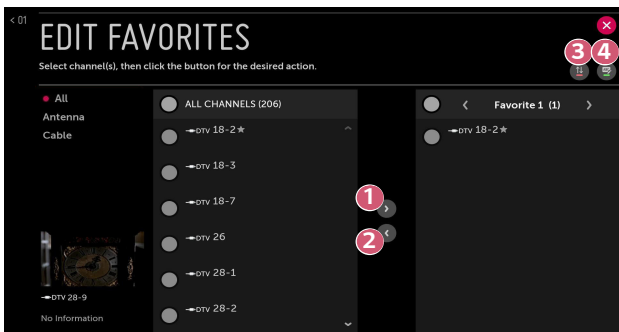 < 01
EDIT FAVORITES
Select channel(s), then click the button for the desired action.
3 4
All
Antenna
Cable
ALL CHANNELS (206)
DTV 18-2★
DTV 18-3
DTV 18-7
DTV 26
DTV 28-1
DTV 28-2
1
2
Favorite 1 (1)
DTV 18-2★
DTV 28-9
No Information